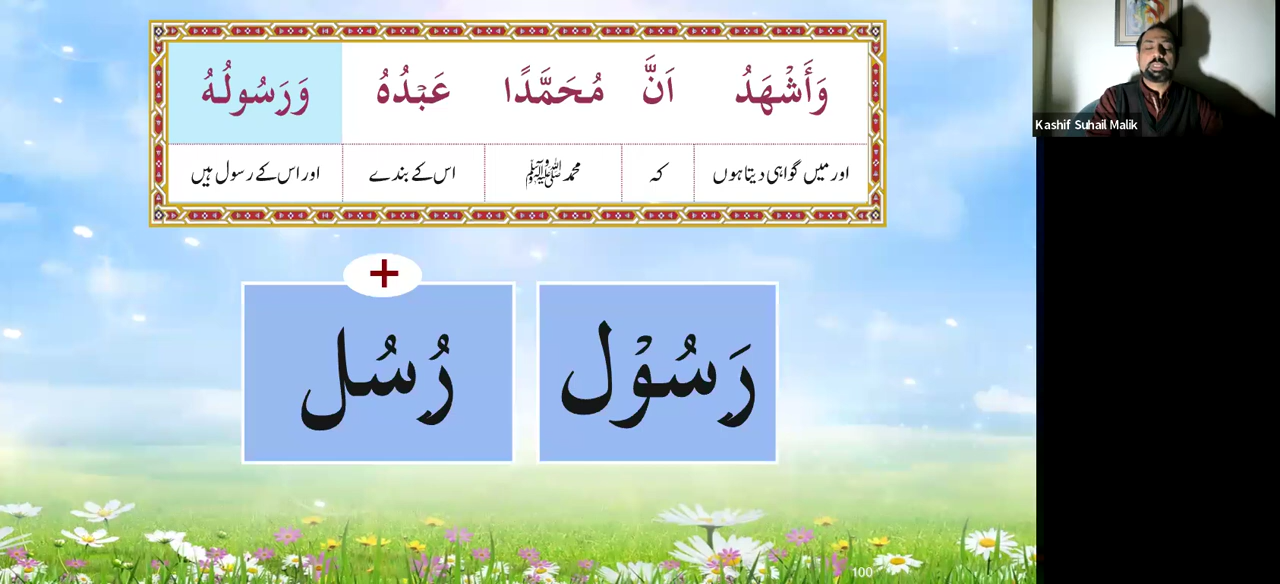 وَأَشْهَدُ اَنَّ مُحَمَّدًا عَبْدُهُ وَرَسُولُهُ
اور میں گواہی دیتا ہوں کہ محمد ﷺ اس کے بندے اور اس کے رسول ہیں
+
رَسُوْل رُسُل
100
Kashif Suhail Malik